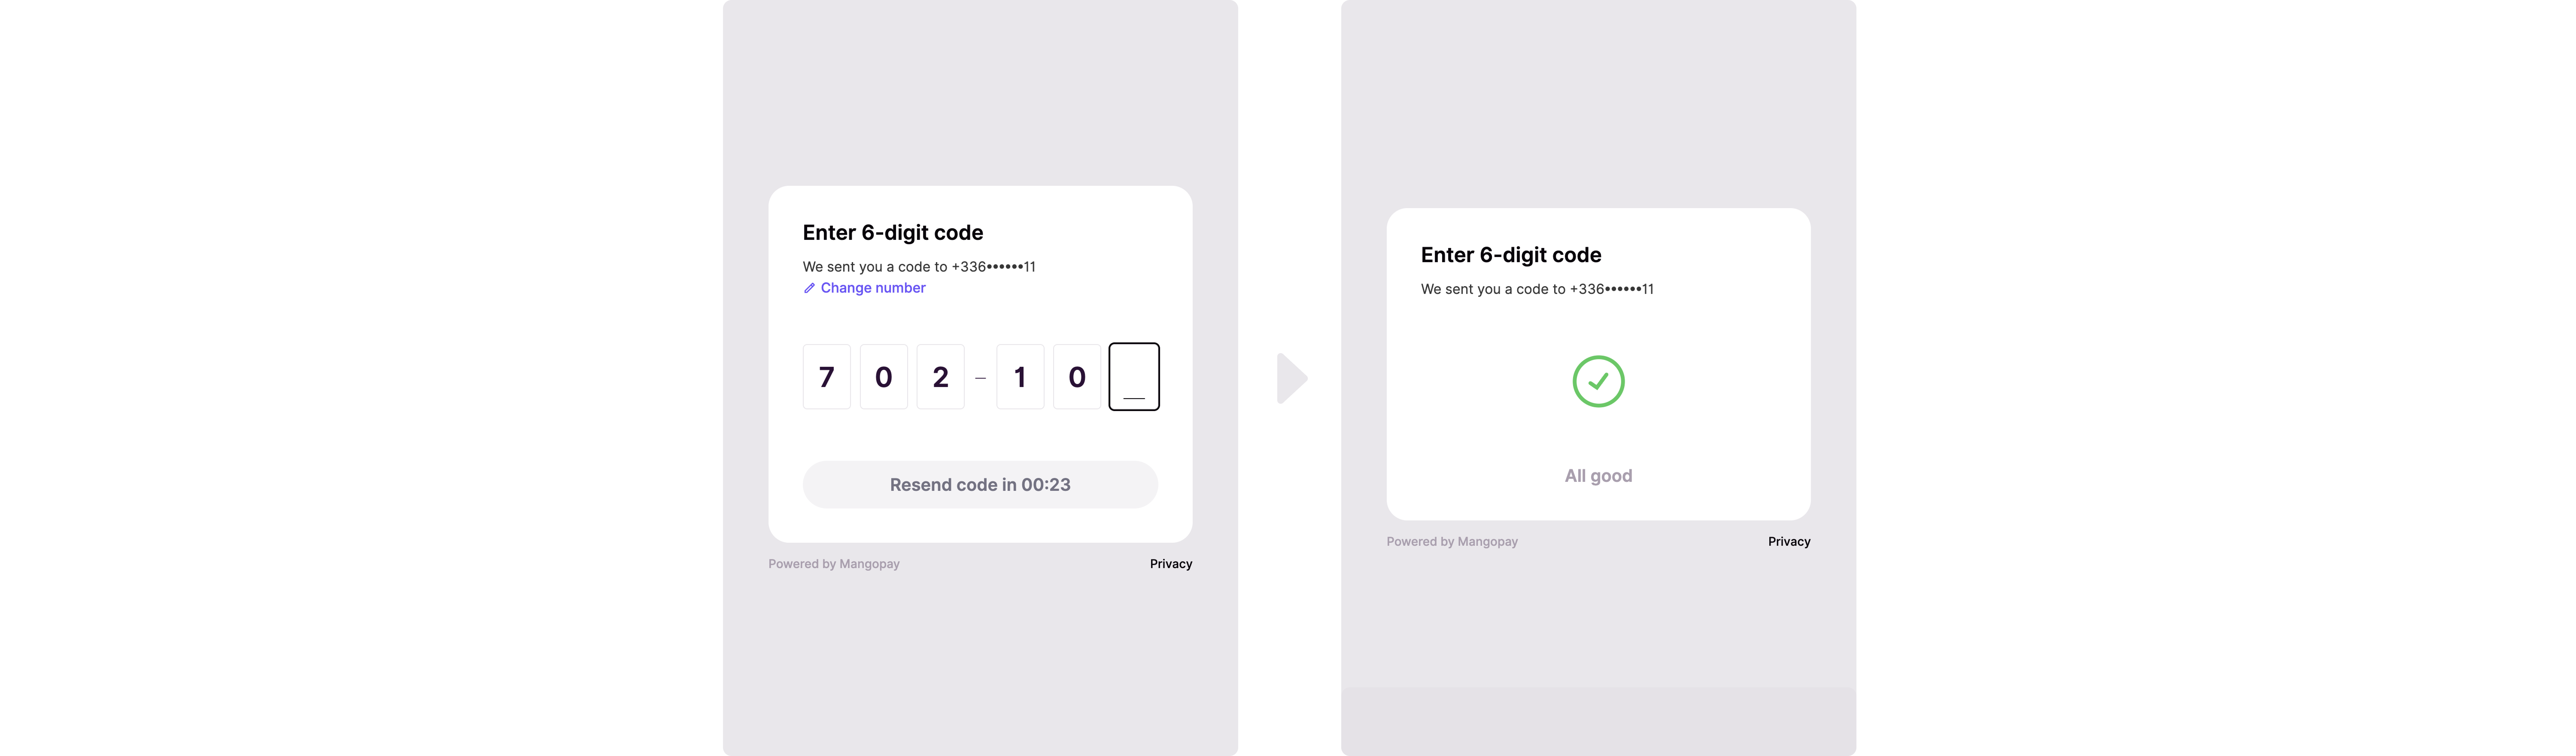 Enter 6-digit code
We sent you a code to +336••••••11
Change number
7 0 2 – 1 0 _
Resend code in 00:23
Powered by Mangopay Privacy
Enter 6-digit code
We sent you a code to +336••••••11
All good
Powered by Mangopay Privacy